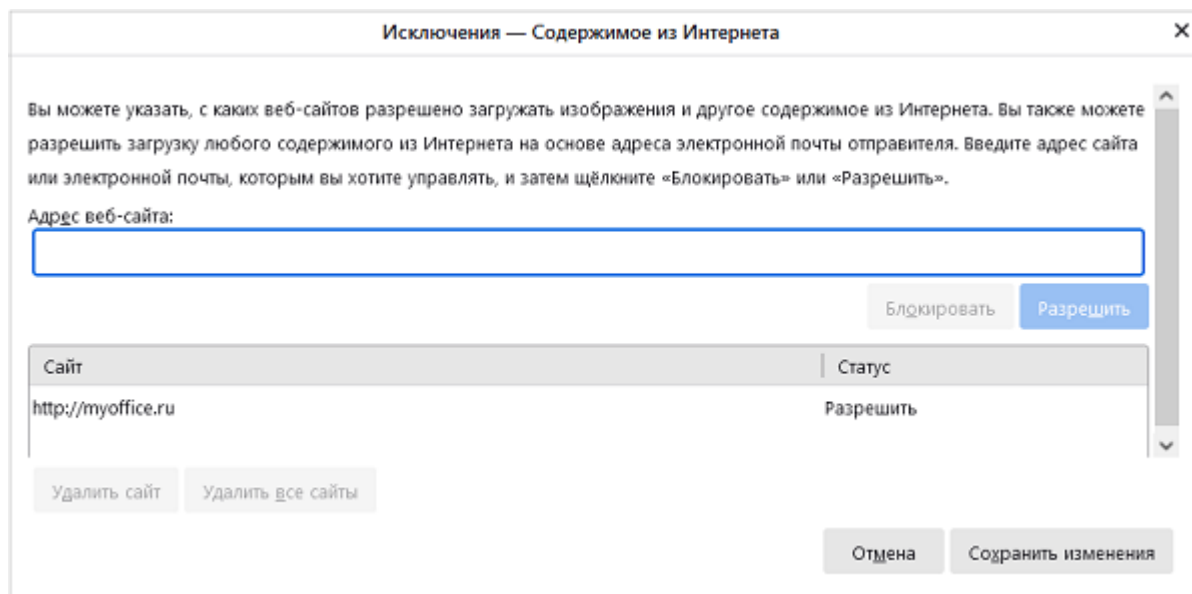 Исключения — Содержимое из Интернета
Вы можете указать, с каких веб-сайтов разрешено загружать изображения и другое содержимое из Интернета. Вы также можете
разрешить загрузку любого содержимого из Интернета на основе адреса электронной почты отправителя. Введите адрес сайта
или электронной почты, которым вы хотите управлять, и затем щёлкните «Блокировать» или «Разрешить».
Адрес веб-сайта:
Блокировать Разрешить
Сайт Статус
http://myoffice.ru Разрешить
Удалить сайт Удалить все сайты
Отмена Сохранить изменения